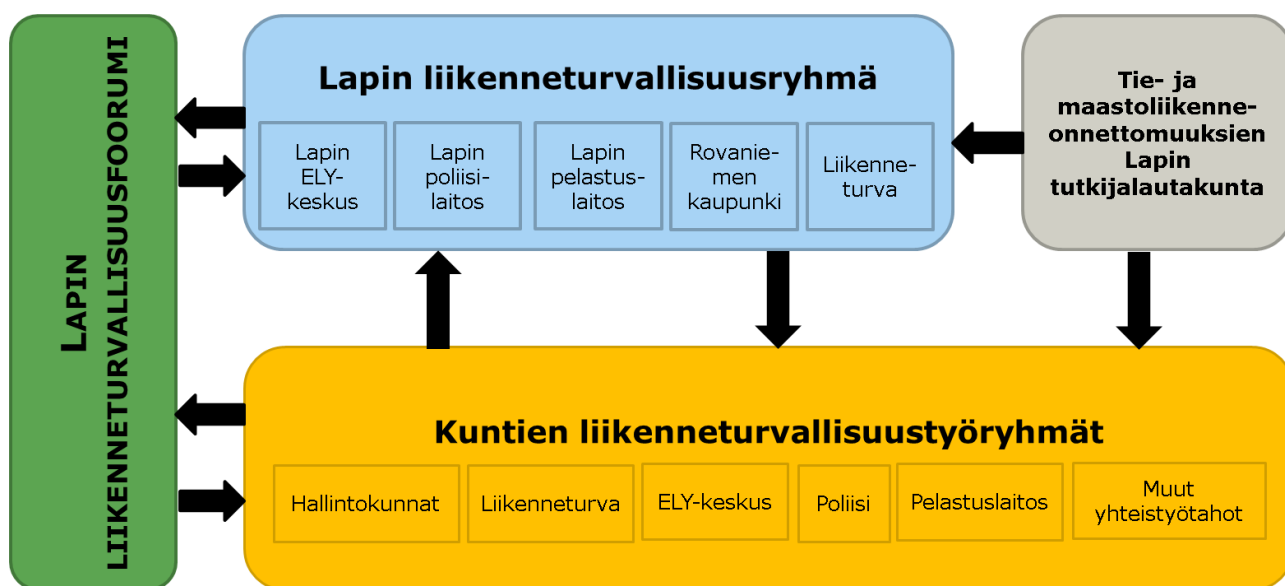 LAPIN
LIIKENNETURVALLISUUSFOORUMI
Lapin liikenneturvallisuusryhmä
Lapin
ELY-
keskus
Lapin
poliisi-
laitos
Lapin
pelastus-
laitos
Rovanie-
men
kaupunki
Liikenne-
turva
Tie- ja
maastoliikenne-
onnettomuuksien
Lapin
tutkijalautakunta
Kuntien liikenneturvallisuustyöryhmät
Hallintokunnat
Liikenneturva
ELY-keskus
Poliisi
Pelastuslaitos
Muut
yhteistyötahot